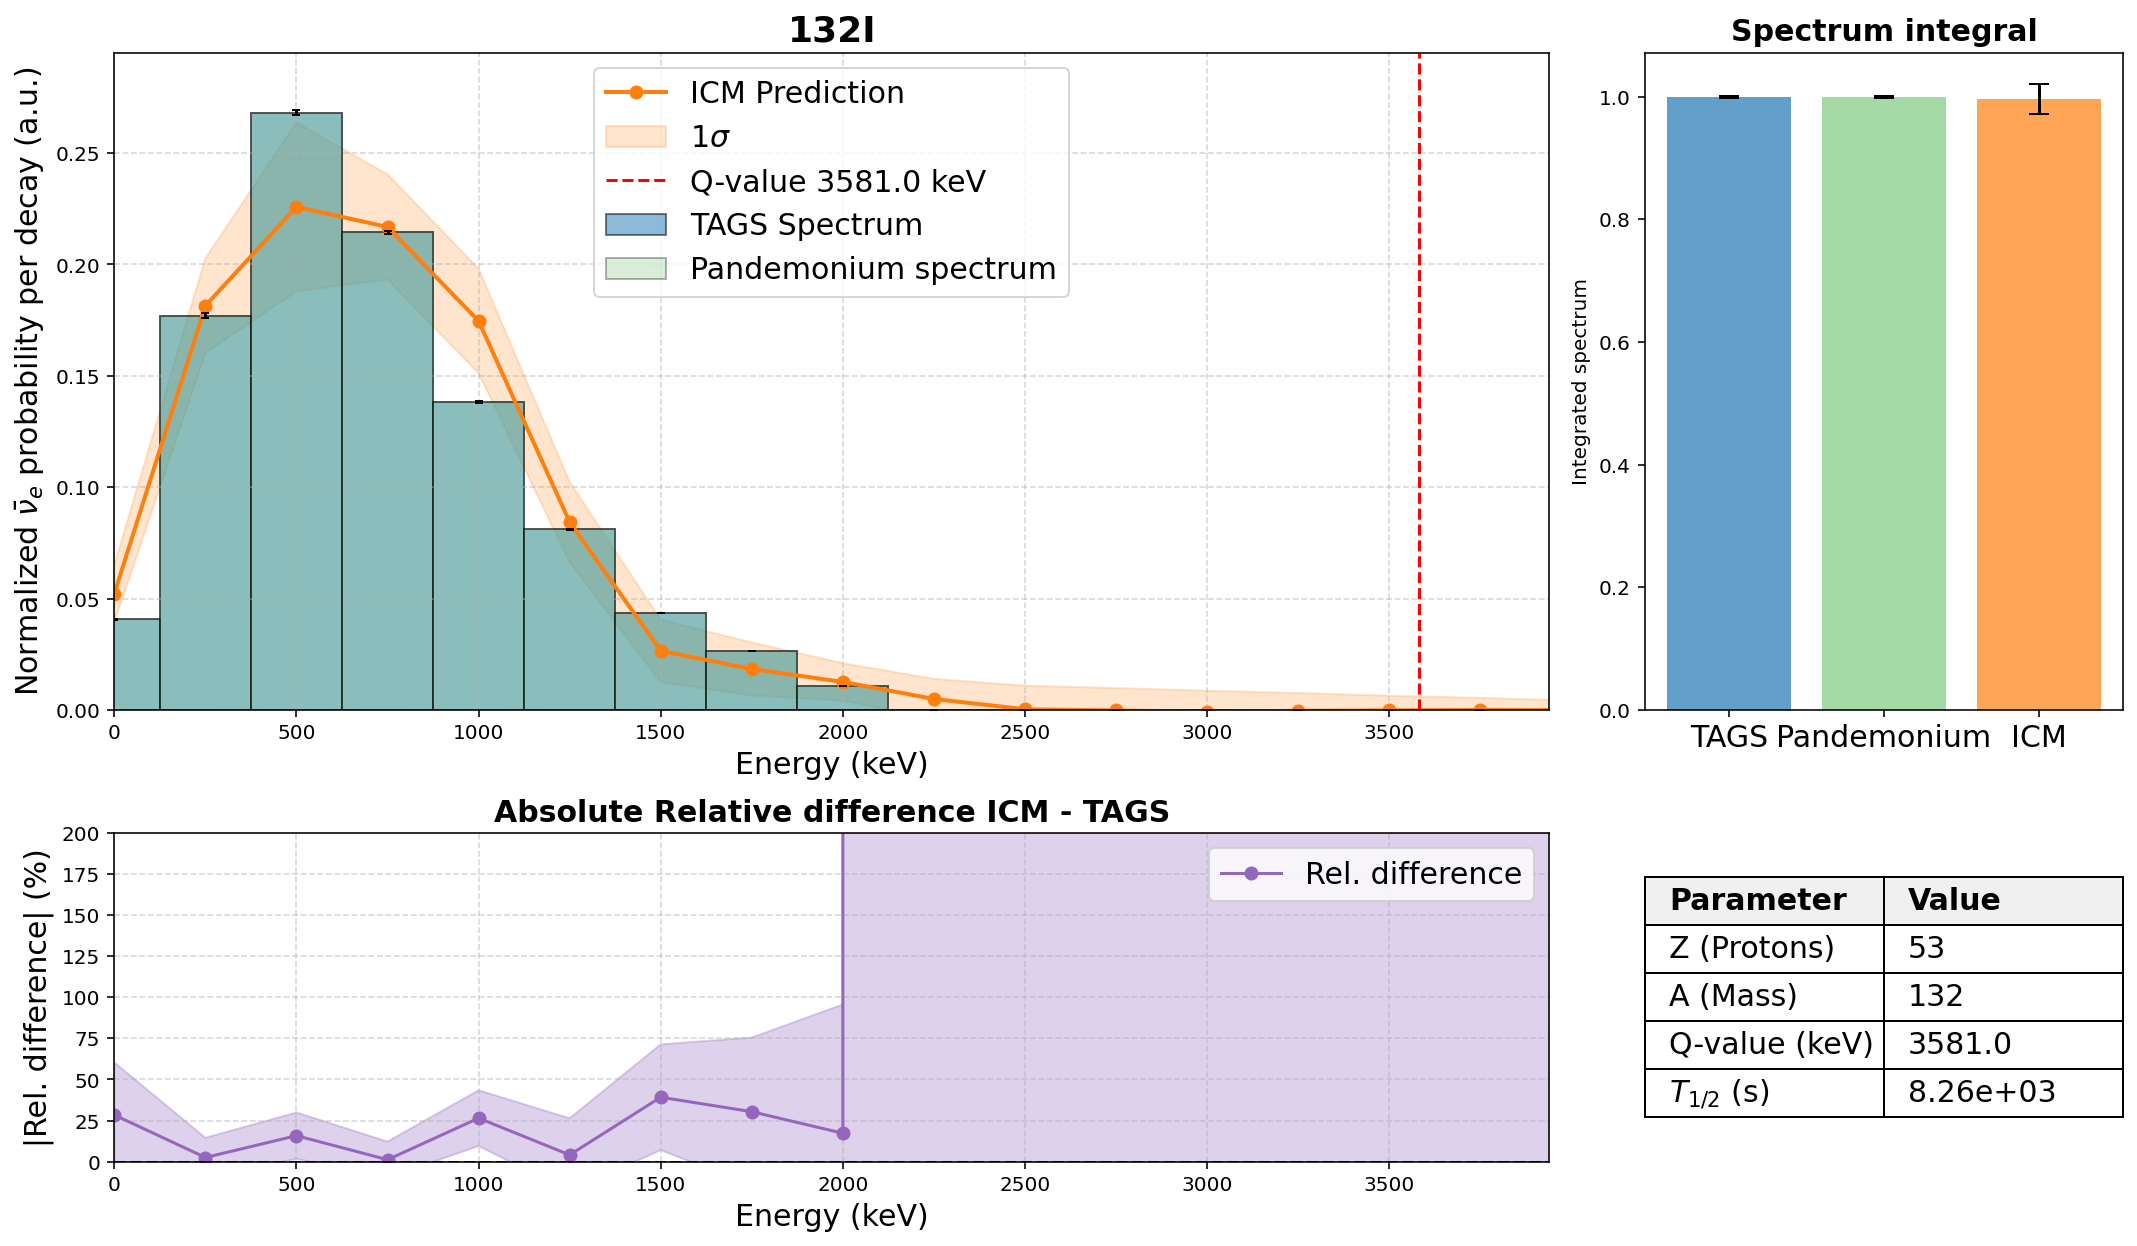 132I
Normalized ν̄ₑ probability per decay (a.u.)
0.25
0.20
0.15
0.10
0.05
0.00
ICM Prediction
1σ
Q-value 3581.0 keV
TAGS Spectrum
Pandemonium spectrum
0 500 1000 1500 2000 2500 3000 3500
Energy (keV)
Spectrum integral
Integrated spectrum
1.0
0.8
0.6
0.4
0.2
0.0
TAGS Pandemonium ICM
Absolute Relative difference ICM - TAGS
|Rel. difference| (%)
200
175
150
125
100
75
50
25
0
Rel. difference
0 500 1000 1500 2000 2500 3000 3500
Energy (keV)
Parameter Value
Z (Protons) 53
A (Mass) 132
Q-value (keV) 3581.0
T₁/₂ (s) 8.26e+03